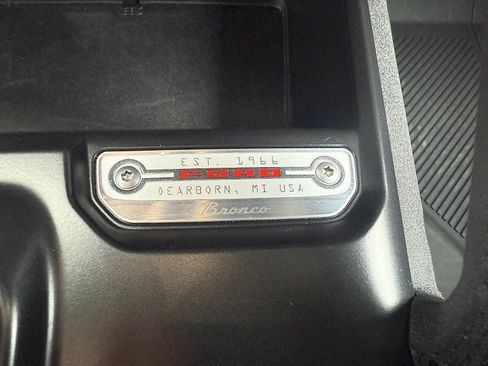 EST. 1966
FORD
DEARBORN, MI USA
Bronco